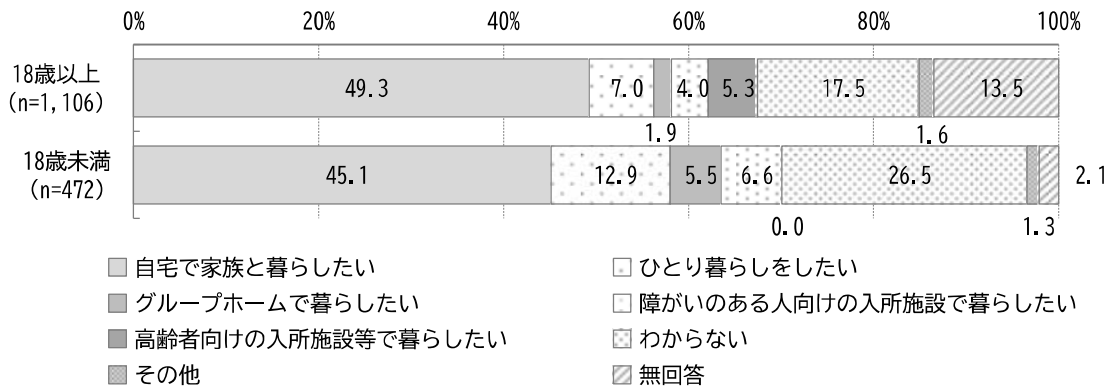 0% 20% 40% 60% 80% 100%
18歳以上
(n=1,106)
49.3 7.0 4.0 5.3 17.5 13.5
1.9 1.6
18歳未満
(n=472)
45.1 12.9 5.5 6.6 26.5 2.1
0.0 1.3
自宅で家族と暮らしたい ひとり暮らしをしたい
グループホームで暮らしたい 障がいのある人向けの入所施設で暮らしたい
高齢者向けの入所施設等で暮らしたい わからない
その他 無回答